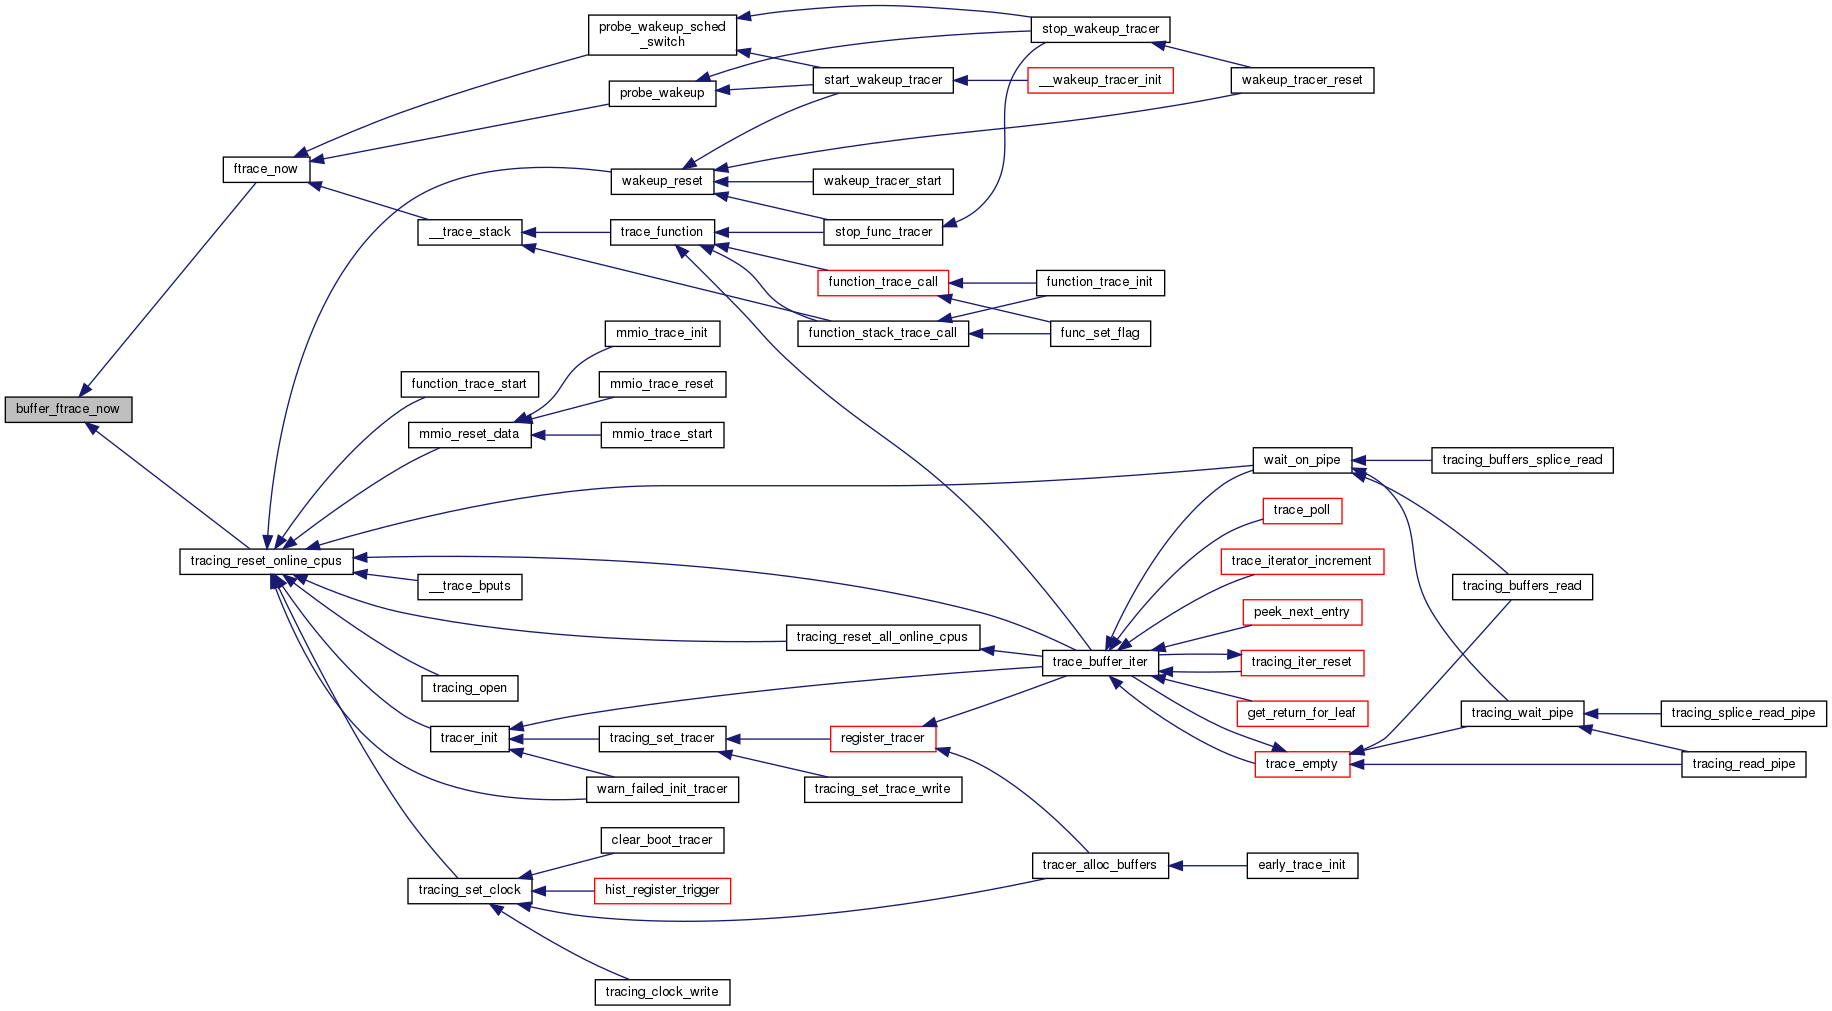 probe_wakeup_sched
_switch
stop_wakeup_tracer
start_wakeup_tracer
__wakeup_tracer_init
wakeup_tracer_reset
probe_wakeup
ftrace_now
wakeup_reset
wakeup_tracer_start
__trace_stack
trace_function
stop_func_tracer
function_trace_call
function_trace_init
function_stack_trace_call
func_set_flag
mmio_trace_init
function_trace_start
mmio_trace_reset
buffer_ftrace_now
mmio_reset_data
mmio_trace_start
wait_on_pipe
tracing_buffers_splice_read
trace_poll
tracing_reset_online_cpus
trace_iterator_increment
__trace_bputs
tracing_buffers_read
peek_next_entry
tracing_reset_all_online_cpus
trace_buffer_iter
tracing_iter_reset
tracing_open
get_return_for_leaf
tracing_wait_pipe
tracing_splice_read_pipe
tracer_init
tracing_set_tracer
register_tracer
trace_empty
tracing_read_pipe
warn_failed_init_tracer
tracing_set_trace_write
clear_boot_tracer
tracer_alloc_buffers
early_trace_init
tracing_set_clock
hist_register_trigger
tracing_clock_write